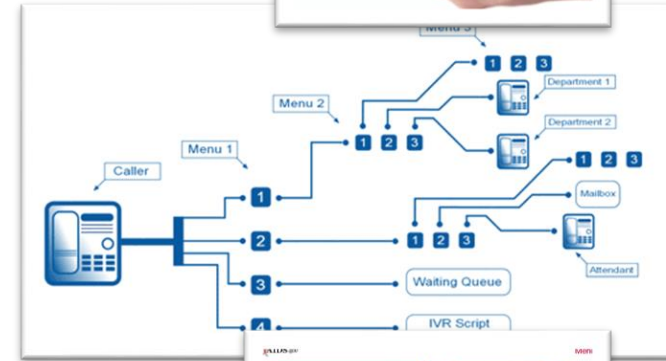 Menu 3
1 2 3
Department 1
Menu 2
Department 2
1 2 3
Menu 1
1 2 3
Caller
1
Mailbox
2
1 2 3
Attendant
3
Waiting Queue
4
IVR Script
Meni